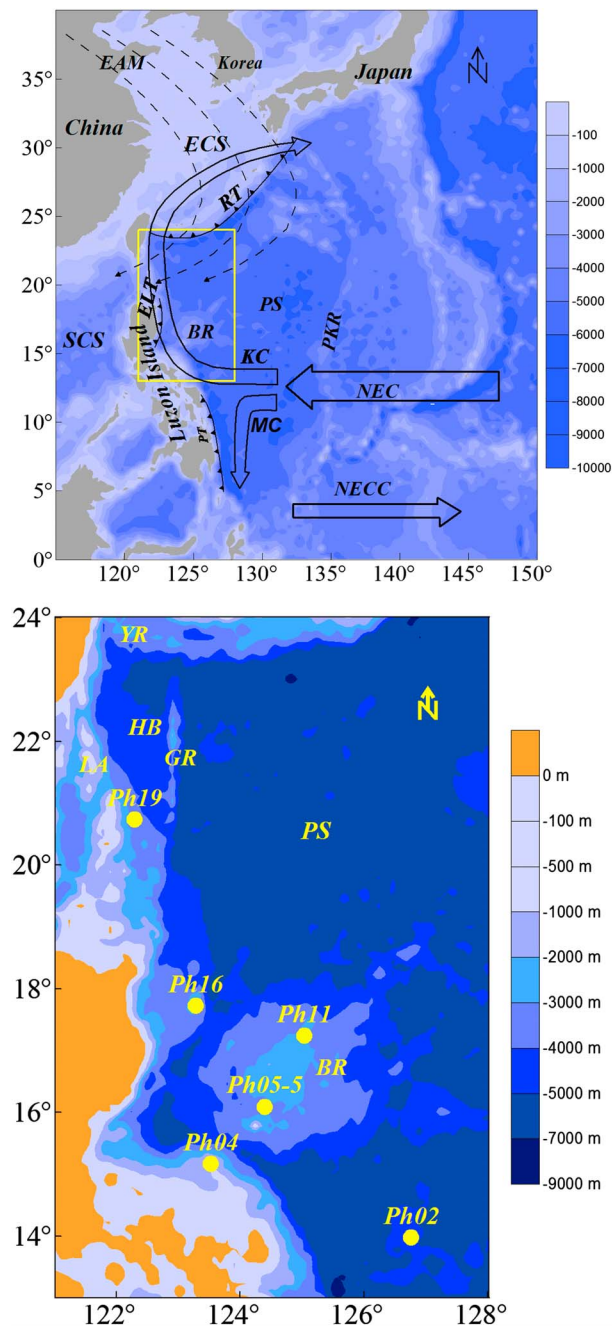 EAM
Korea
Japan
N
China
ECS
RT
ELT
PS
SCS
BR
PKR
KC
NEC
Luzon Island
PT
MC
NECC
35°
30°
25°
20°
15°
10°
5°
0°
120° 125° 130° 135° 140° 145° 150°
-100
-1000
-2000
-3000
-4000
-5000
-6000
-7000
-8000
-9000
-10000
24°
YR
N
HB
22°
GR
LA
Ph19
PS
20°
18°
Ph16
Ph11
BR
Ph05-5
16°
Ph04
Ph02
14°
122° 124° 126° 128°
0 m
-100 m
-500 m
-1000 m
-2000 m
-3000 m
-4000 m
-5000 m
-7000 m
-9000 m